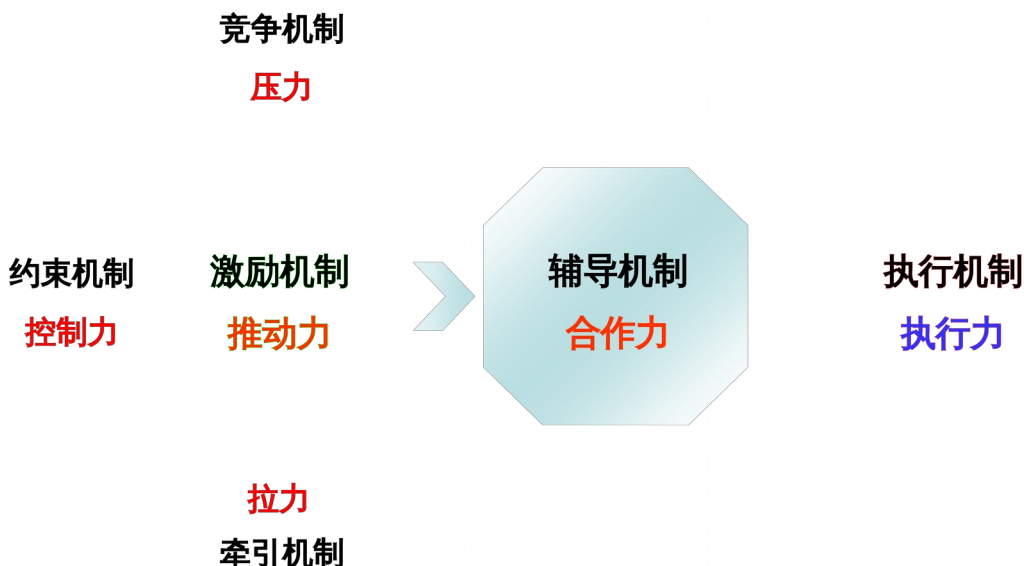 竞争机制
压力
约束机制
控制力
激励机制
推动力
辅导机制
合作力
执行机制
执行力
拉力
牵引机制